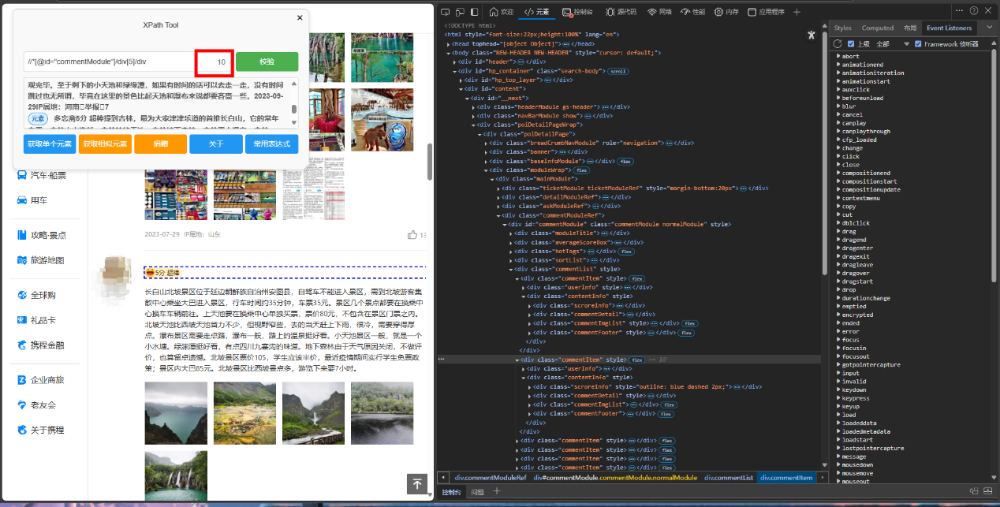 XPath Tool
×
//*[@id="commentModule"]/div[5]/div
10
校验
观完毕。至于剩下的小天池和绿渊潭，如果有时间的话可以去走一走，没有时间
跳过也无所谓，毕竟在这里的景色比起天池和瀑布来说都要吝啬一些。2023-09-
29IP属地：河南举报7
元素 多忘斋5分 超棒提到吉林，最为大家津津乐道的首推长白山，它的常年
获取单个元素
获取相似元素
捐赠
关于
常用表达式
汽车·船票
用车
攻略·景点
旅游地图
全球购
礼品卡
携程金融
企业商旅
老友会
关于携程
2023-07-29 IP属地：山东
5分 超棒
长白山北坡景区位于延边朝鲜族自治州安图县，自驾车不能进入景区，需到北坡游客集
散中心乘坐大巴进入景区，行车时间约35分钟，车票35元。景区几个景点都要在换乘中
心换车车辆前往。上天池要在换乘中心单独买票，票价80元，不包含在景区门票之内。
北坡天池比西坡天池省力不少，但视野窄些，去的当天赶上下雨，很冷，需要穿得厚
点。瀑布景区需要走点路，瀑布一般，路上的温泉挺好看。小天池景区一般，就是一个
小水塘。绿渊潭挺好看，有点四川九寨沟的味道。地下森林由于天气原因关闭，不做评
价，也算留点遗憾。北坡景区票价105，学生应该半价，最近疫情期间实行学生免票政
策；景区内大巴85元。北坡景区比西坡景点多，游览下来要7小时。
欢迎
</> 元素
控制台
源代码
网络
性能
内存
应用程序
<!DOCTYPE html>
<html style="font-size:22px;height:100%" lang="en">
<head tophead="[object Object]">⋯</head>
<body class="NEW-HEADER NEW-HEADER" style="cursor: default;">
<div id="header">⋯</div>
<div id="hp_container" class="search-body"> scroll
<div id="hp_top_layer">⋯</div>
<div id="content">
<div id="__next">
<div class="headerModule gs-header">⋯</div>
<div class="navBarModule show">⋯</div>
<div class="poiDetailPageWrap">
<div class="poiDetailPage">
<div class="breadCrumbNavModule" role="navigation">⋯</div>
<div class="banner">⋯</div>
<div class="baseInfoModule">⋯</div> flex
<div class="moduleWrap"> flex
<div class="mainModule">
<div class="ticketModule ticketModuleRef" style="margin-bottom:20px">⋯</div>
<div class="detailModuleRef">⋯</div>
<div class="askModuleRef">⋯</div>
<div class="commentModuleRef">
<div id="commentModule" class="commentModule normalModule" style>
<div class="moduleTitle">⋯</div>
<div class="averageScoreBox">⋯</div>
<div class="hotTags">⋯</div> flex
<div class="sortList">⋯</div>
<div class="commentList" style>
<div class="commentItem" style> flex
<div class="userInfo">⋯</div>
<div class="contentInfo" style>
<div class="scroreInfo">⋯</div>
<div class="commentDetail">⋯</div>
<div class="commentImgList" style>⋯</div> flex
<div class="commentFooter" style>⋯</div> flex
</div>
</div>
<div class="commentItem" style> flex == $0
<div class="userInfo">⋯</div>
<div class="contentInfo" style>
<div class="scroreInfo" style="outline: blue dashed 2px;">⋯</div>
<div class="commentDetail" style>⋯</div>
<div class="commentImgList">⋯</div> flex
<div class="commentFooter">⋯</div> flex
</div>
</div>
<div class="commentItem" style>⋯</div> flex
<div class="commentItem" style>⋯</div> flex
<div class="commentItem" style>⋯</div> flex
<div class="commentItem" style>⋯</div> flex
div.commentModuleRef
div#commentModule.commentModule.normalModule
div.commentList
div.commentItem
控制台
问题
Styles
Computed
布局
Event Listeners
上级
全部
Framework 侦听器
abort
animationend
animationiteration
animationstart
auxclick
beforeunload
blur
cancel
canplay
canplaythrough
cfp_loaded
change
click
close
compositionend
compositionstart
compositionupdate
contextmenu
copy
cut
dblclick
drag
dragend
dragenter
dragexit
dragleave
dragover
dragstart
drop
durationchange
emptied
encrypted
ended
error
focus
focusin
focusout
gotpointercapture
input
invalid
keydown
keypress
keyup
load
loadeddata
loadedmetadata
loadstart
lostpointercapture
message
mousedown
mousemove
mouseout